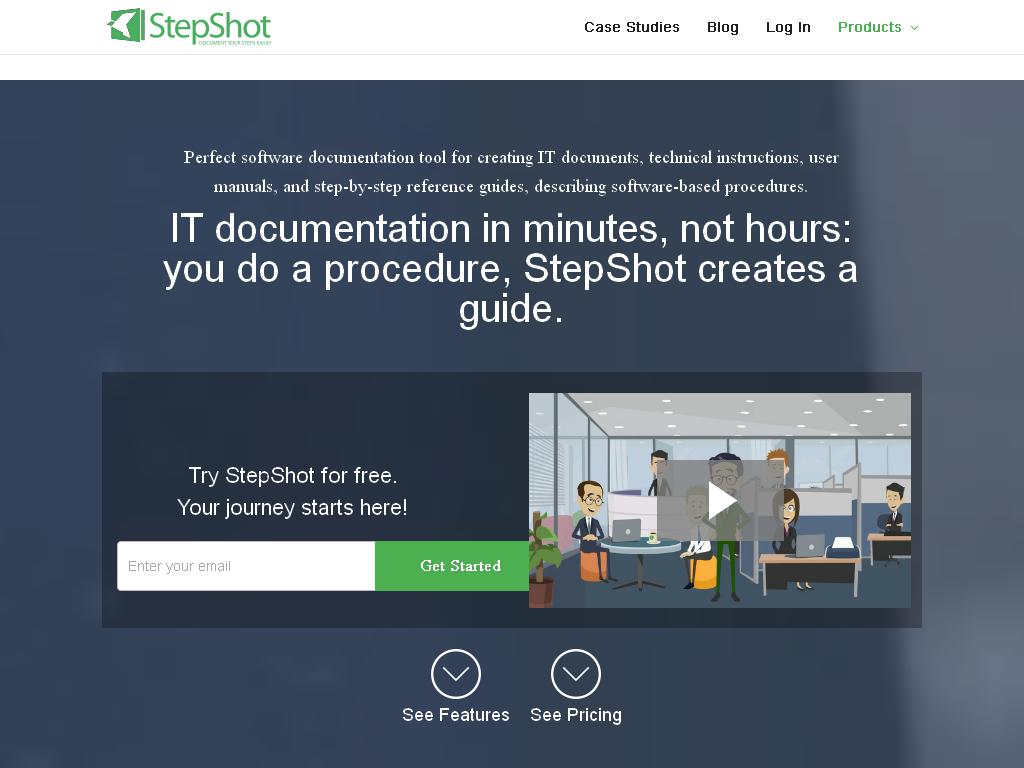 StepShot
DOCUMENT YOUR STEPS EASILY
Case Studies
Blog
Log In
Products
Perfect software documentation tool for creating IT documents, technical instructions, user
manuals, and step-by-step reference guides, describing software-based procedures.
IT documentation in minutes, not hours:
you do a procedure, StepShot creates a
guide.
Try StepShot for free.
Your journey starts here!
Enter your email
Get Started
See Features
See Pricing